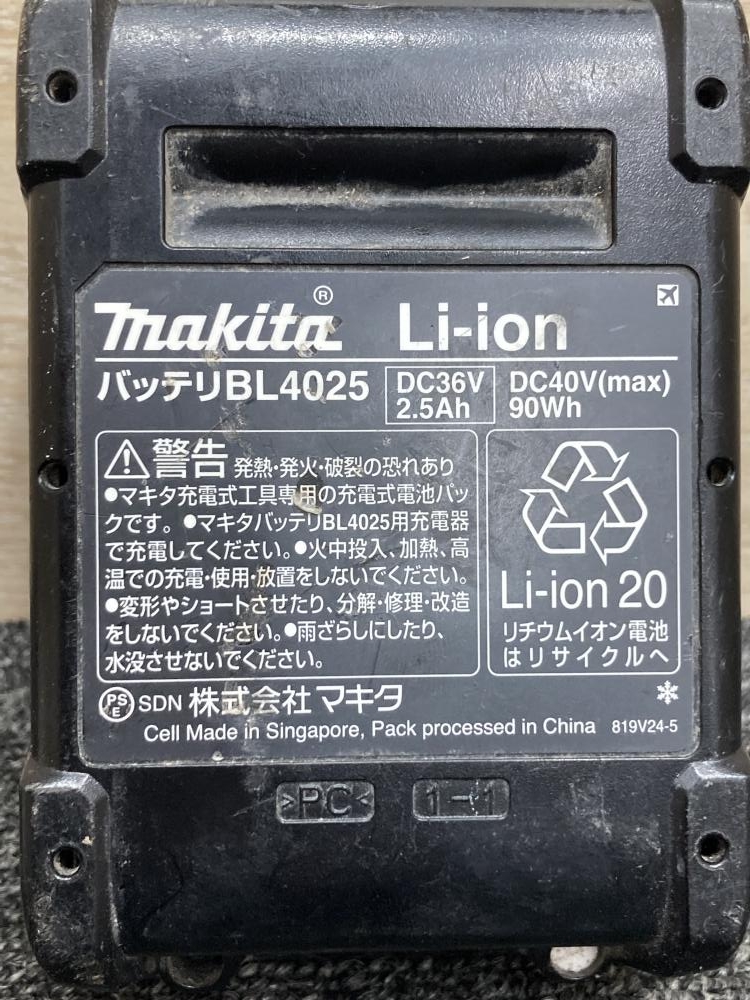 makita® Li-ion
バッテリBL4025 DC36V 2.5Ah DC40V(max) 90Wh
警告 発熱・発火・破裂の恐れあり
●マキタ充電式工具専用の充電式電池パッ
クです。●マキタバッテリBL4025用充電器
で充電してください。●火中投入、加熱、高
温での充電・使用・放置をしないでください。
●変形やショートさせたり、分解・修理・改造
をしないでください。●雨ざらしにしたり、
水没させないでください。
Li-ion 20
リチウムイオン電池
はリサイクルへ
PSE SDN 株式会社 マキタ
Cell Made in Singapore, Pack processed in China 819V24-5
>PC< 1-1